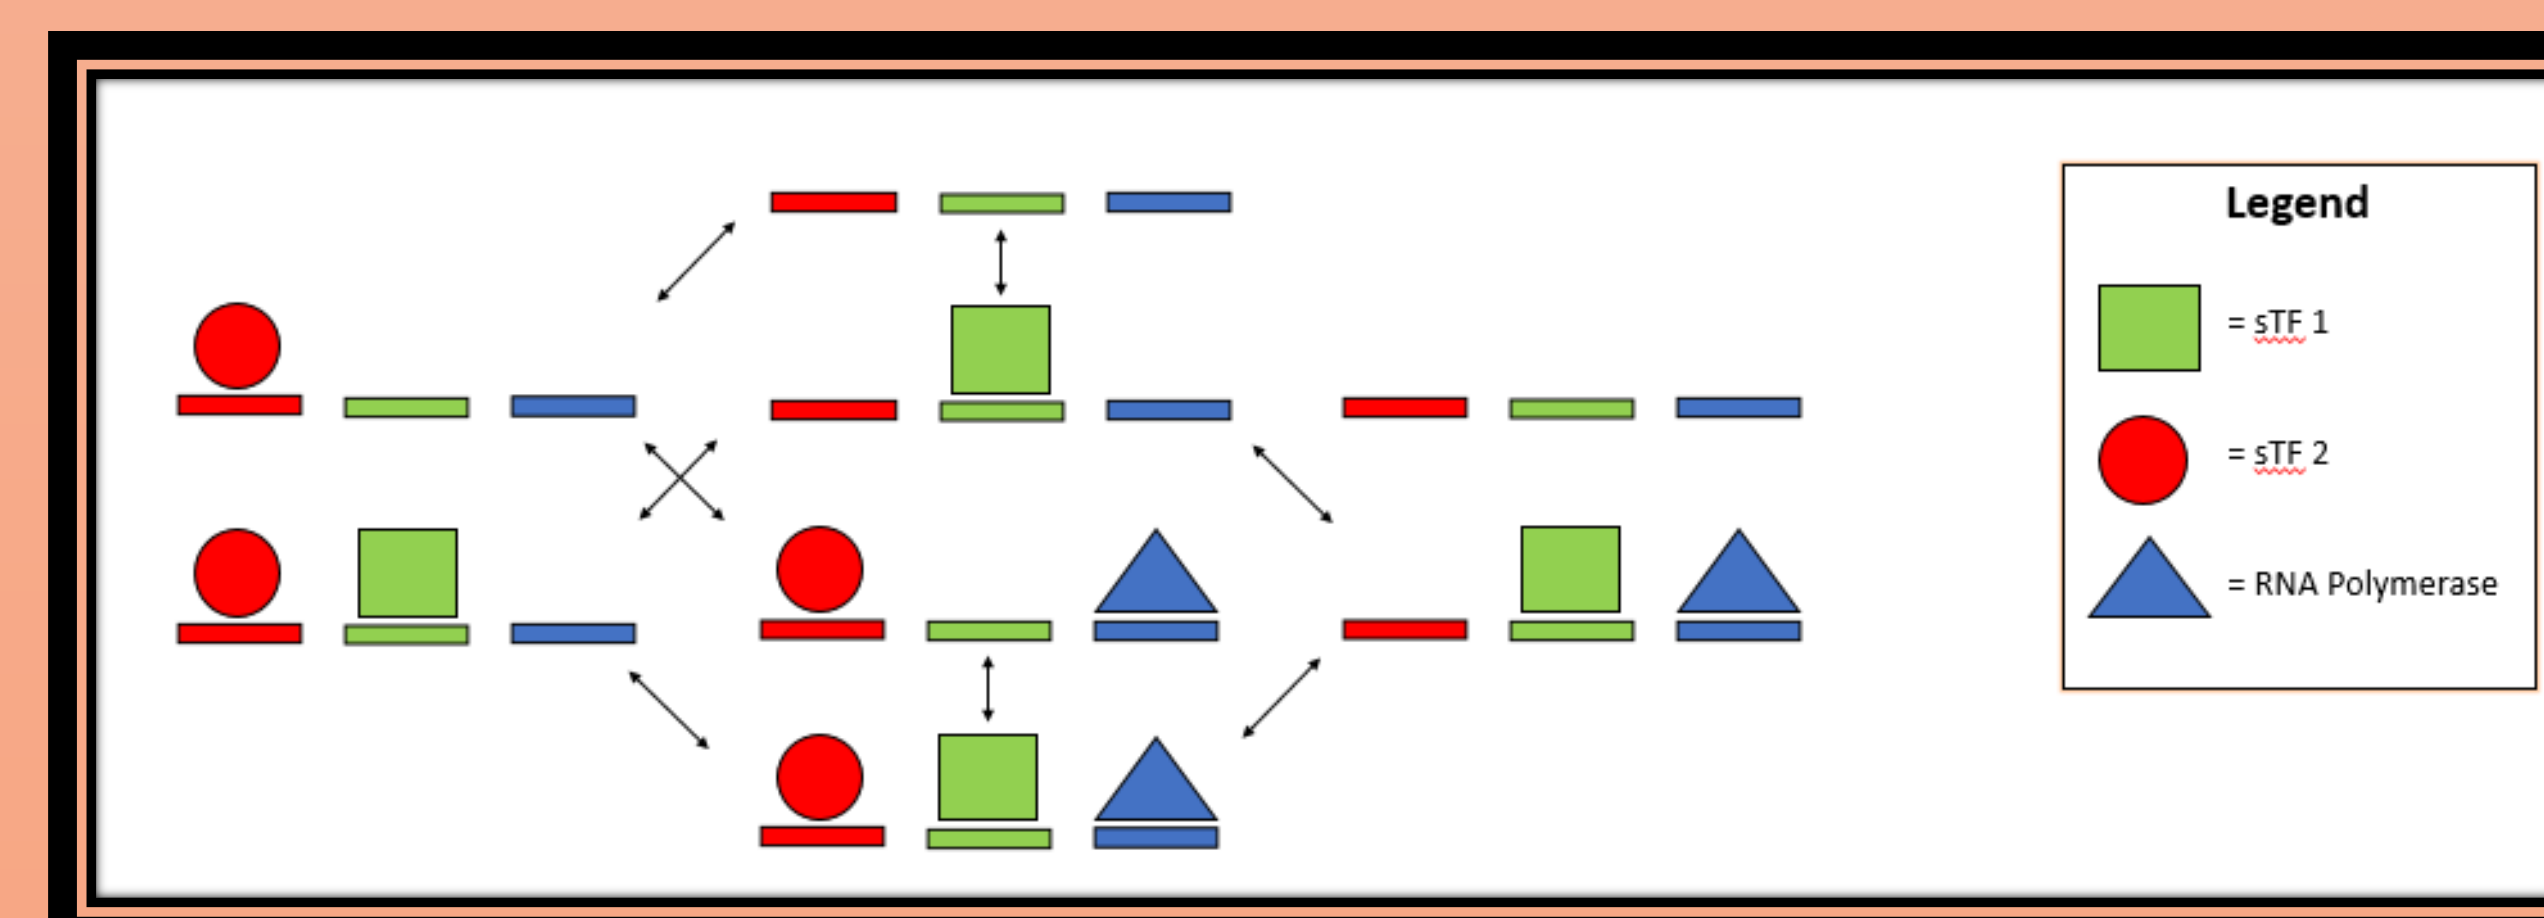 Legend
= sTF 1
= sTF 2
= RNA Polymerase